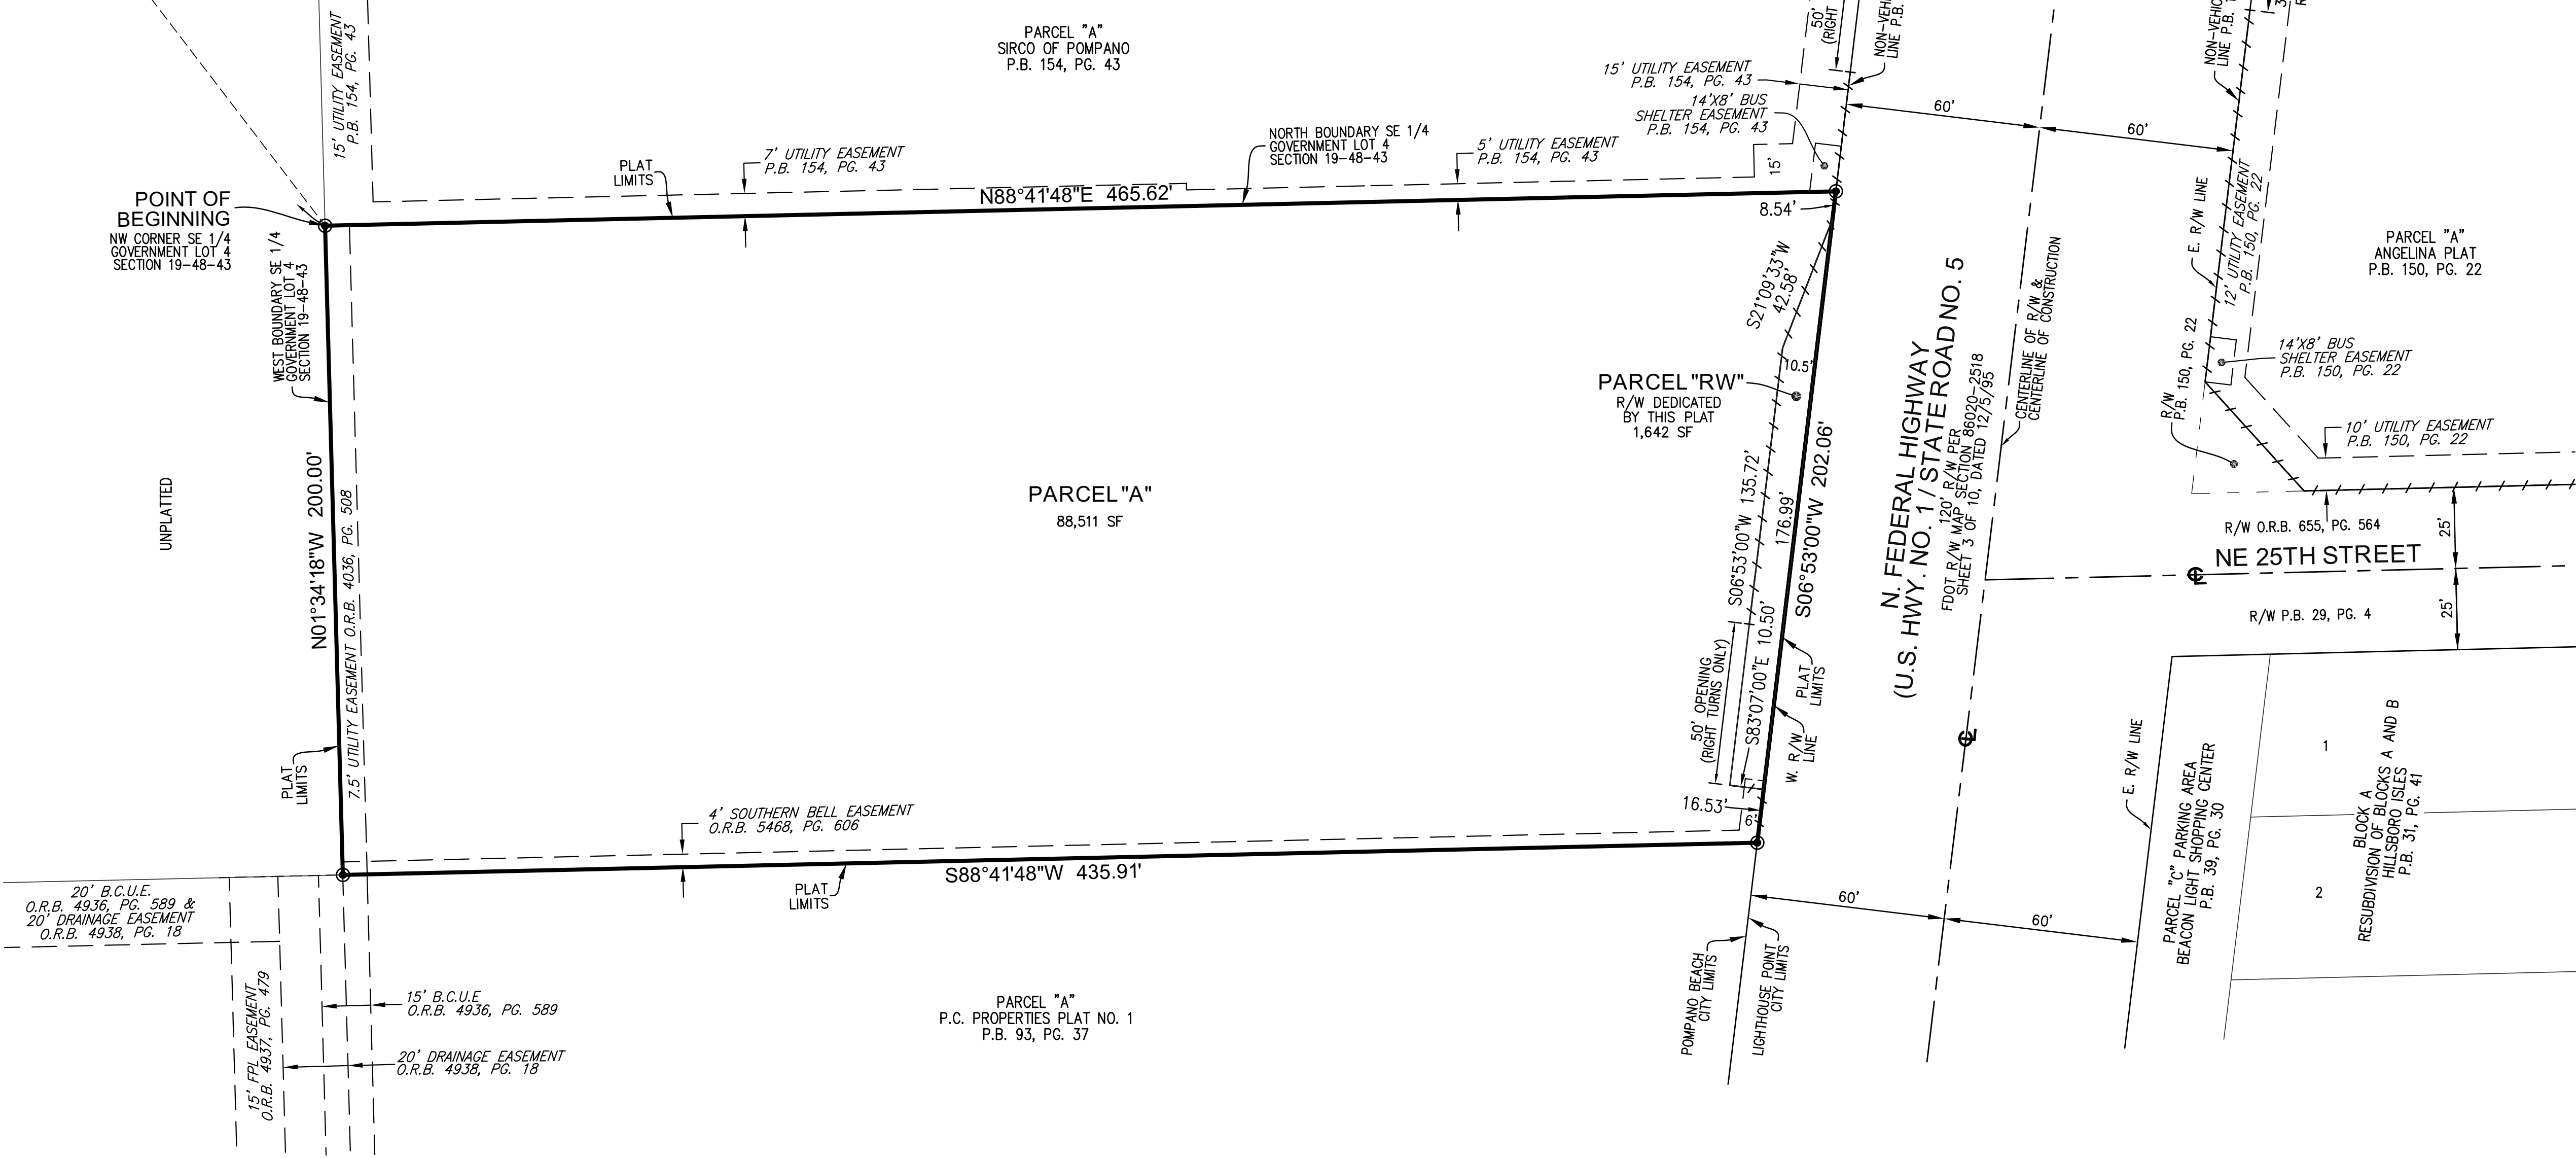 15' UTILITY EASEMENT
P.B. 154, PG. 43
PARCEL "A"
SIRCO OF POMPANO
P.B. 154, PG. 43
50'
(RIGHT
NON-VEHIC
LINE P.B.
NON-VEHIC
LINE P.B.
15' UTILITY EASEMENT
P.B. 154, PG. 43
14'X8' BUS
SHELTER EASEMENT
P.B. 154, PG. 43
60'
60'
NORTH BOUNDARY SE 1/4
GOVERNMENT LOT 4
SECTION 19-48-43
5' UTILITY EASEMENT
P.B. 154, PG. 43
7' UTILITY EASEMENT
P.B. 154, PG. 43
PLAT
LIMITS
15'
N88°41'48"E 465.62'
8.54'
POINT OF
BEGINNING
NW CORNER SE 1/4
GOVERNMENT LOT 4
SECTION 19-48-43
WEST BOUNDARY SE 1/4
GOVERNMENT LOT 4
SECTION 19-48-43
E. R/W LINE
12' UTILITY EASEMENT
P.B. 150, PG. 22
PARCEL "A"
ANGELINA PLAT
P.B. 150, PG. 22
S21°09'33"W
42.58'
10.5'
PARCEL "RW"
R/W DEDICATED
BY THIS PLAT
1,642 SF
N. FEDERAL HIGHWAY
(U.S. HWY. NO. 1 / STATE ROAD NO. 5
120' R/W PER
FDOT R/W MAP SECTION 86020-2518
SHEET 3 OF 10, DATED 12/5/95
CENTERLINE OF R/W &
CENTERLINE OF CONSTRUCTION
R/W
P.B. 150, PG. 22
14'X8' BUS
SHELTER EASEMENT
P.B. 150, PG. 22
10' UTILITY EASEMENT
P.B. 150, PG. 22
UNPLATTED
N01°34'18"W 200.00'
7.5' UTILITY EASEMENT O.R.B. 4036, PG. 508
PARCEL "A"
88,511 SF
S06°53'00"W 135.72'
176.99'
S06°53'00"W 202.06'
R/W O.R.B. 655, PG. 564
25'
NE 25TH STREET
25'
R/W P.B. 29, PG. 4
50' OPENING
(RIGHT TURNS ONLY)
S83°07'00"E 10.50'
PLAT
LIMITS
W. R/W
LINE
16.53'
6'
PLAT
LIMITS
4' SOUTHERN BELL EASEMENT
O.R.B. 5468, PG. 606
S88°41'48"W 435.91'
PLAT
LIMITS
E. R/W LINE
PARCEL "C" PARKING AREA
BEACON LIGHT SHOPPING CENTER
P.B. 39, PG. 30
1
2
BLOCK A
RESUBDIVISION OF BLOCKS A AND B
HILLSBORO ISLES
P.B. 31, PG. 41
20' B.C.U.E.
O.R.B. 4936, PG. 589 &
20' DRAINAGE EASEMENT
O.R.B. 4938, PG. 18
60'
60'
POMPANO BEACH
CITY LIMITS
LIGHTHOUSE POINT
CITY LIMITS
15' FPL EASEMENT
O.R.B. 4937, PG. 479
15' B.C.U.E
O.R.B. 4936, PG. 589
20' DRAINAGE EASEMENT
O.R.B. 4938, PG. 18
PARCEL "A"
P.C. PROPERTIES PLAT NO. 1
P.B. 93, PG. 37